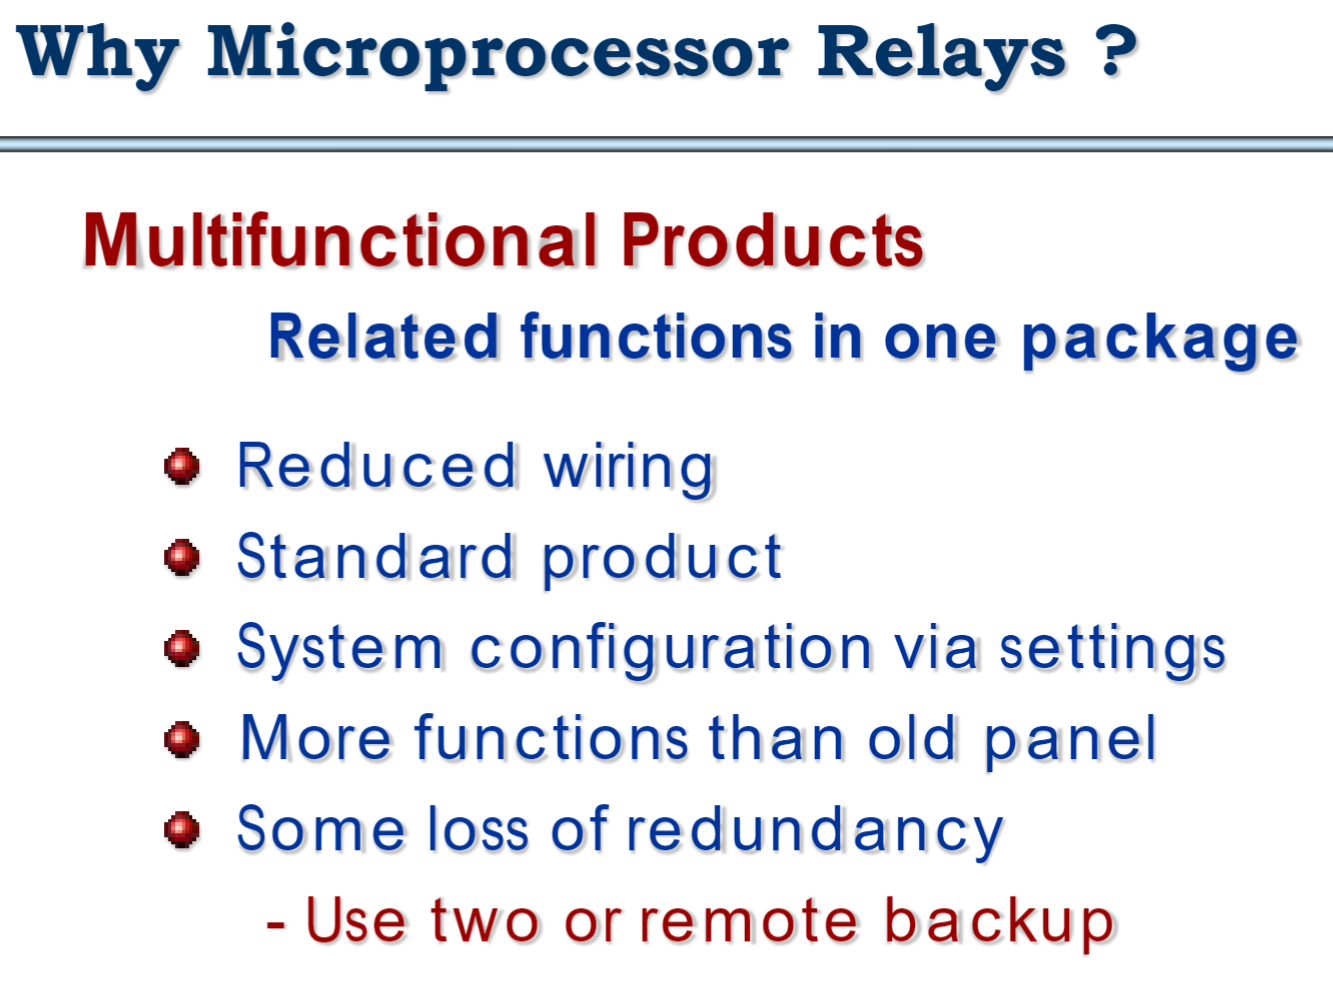 Why Microprocessor Relays ?
Multifunctional Products
Related functions in one package
Reduced wiring
Standard product
System configuration via settings
More functions than old panel
Some loss of redundancy
- Use two or remote backup